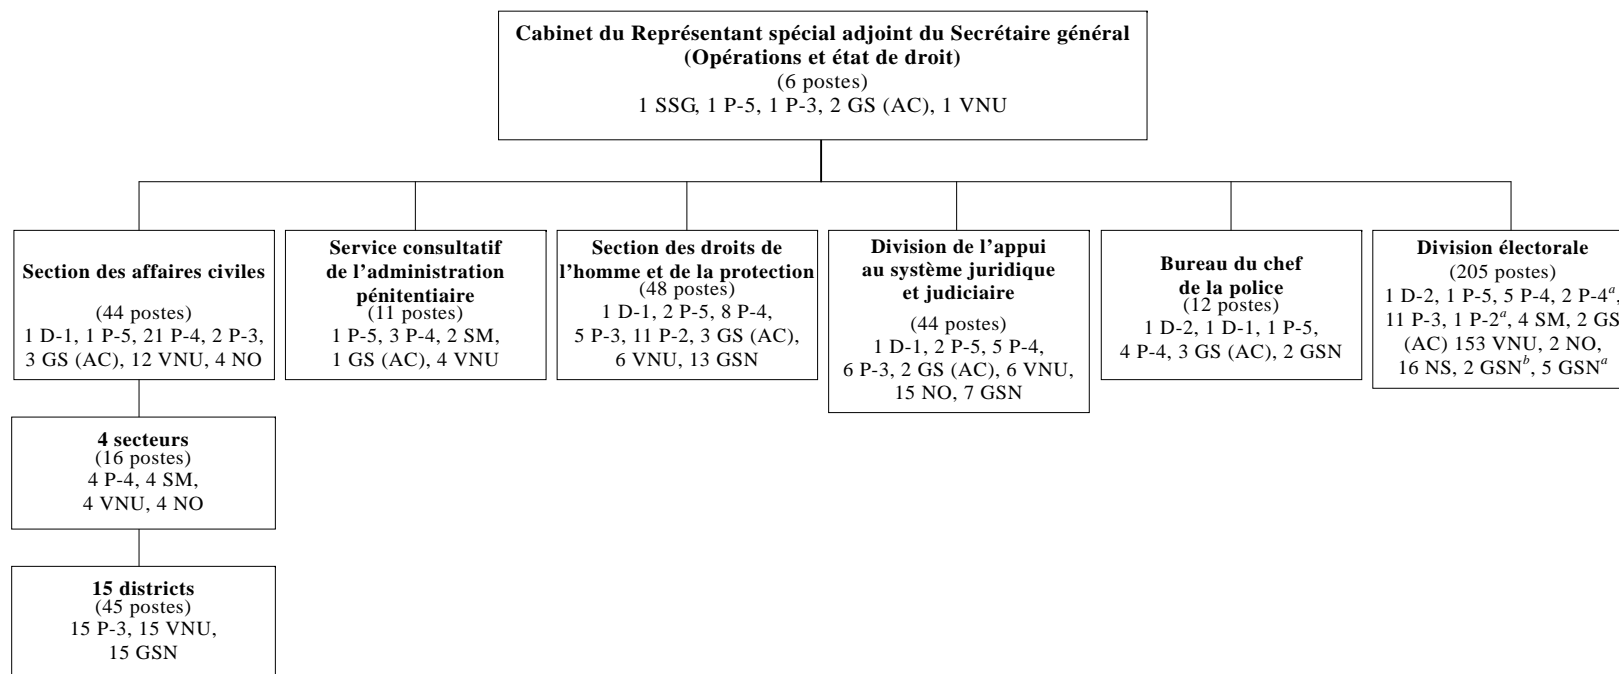 Cabinet du Représentant spécial adjoint du Secrétaire général
(Opérations et état de droit)
(6 postes)
1 SSG, 1 P-5, 1 P-3, 2 GS (AC), 1 VNU
Section des affaires civiles
(44 postes)
1 D-1, 1 P-5, 21 P-4, 2 P-3,
3 GS (AC), 12 VNU, 4 NO
Service consultatif
de l’administration
pénitentiaire
(11 postes)
1 P-5, 3 P-4, 2 SM,
1 GS (AC), 4 VNU
Section des droits de
l’homme et de la protection
(48 postes)
1 D-1, 2 P-5, 8 P-4,
5 P-3, 11 P-2, 3 GS (AC),
6 VNU, 13 GSN
Division de l’appui
au système juridique
et judiciaire
(44 postes)
1 D-1, 2 P-5, 5 P-4,
6 P-3, 2 GS (AC), 6 VNU,
15 NO, 7 GSN
Bureau du chef
de la police
(12 postes)
1 D-2, 1 D-1, 1 P-5,
4 P-4, 3 GS (AC), 2 GSN
Division électorale
(205 postes)
1 D-2, 1 P-5, 5 P-4, 2 P-4a,
11 P-3, 1 P-2a, 4 SM, 2 GS
(AC) 153 VNU, 2 NO,
16 NS, 2 GSNb, 5 GSNa
4 secteurs
(16 postes)
4 P-4, 4 SM,
4 VNU, 4 NO
15 districts
(45 postes)
15 P-3, 15 VNU,
15 GSN